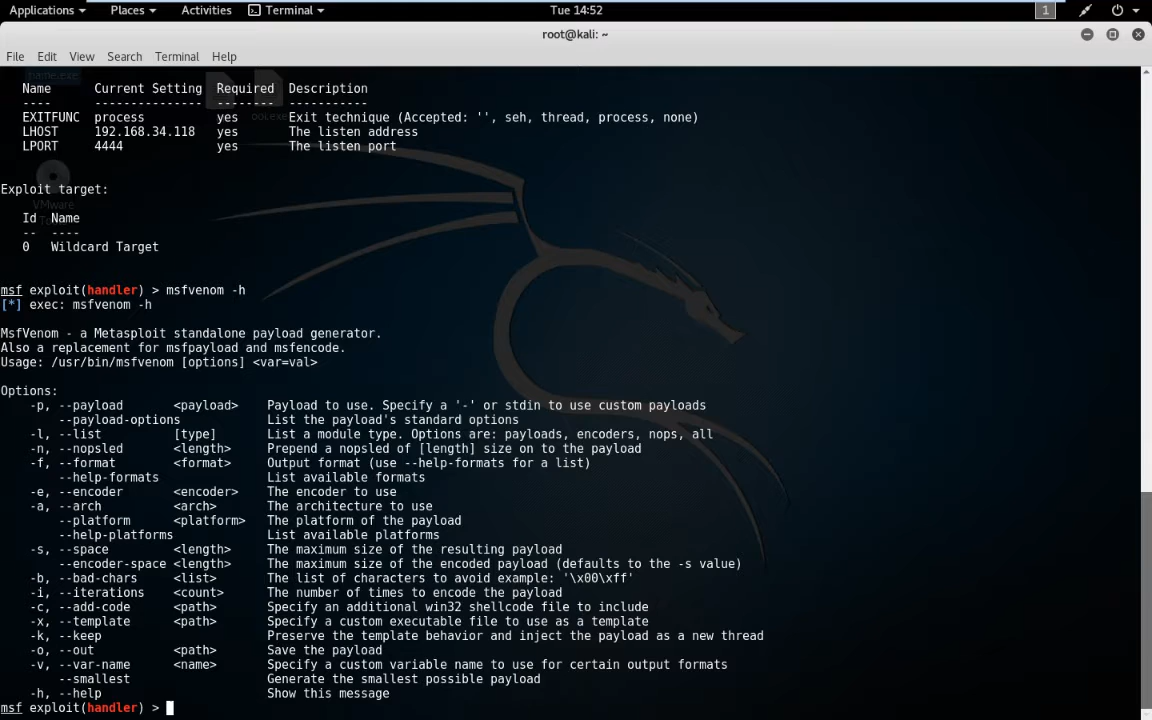 Applications Places Activities Terminal Tue 14:52 1
root@kali: ~
File Edit View Search Terminal Help
Name Current Setting Required Description
---- --------------- -------- -----------
EXITFUNC process yes Exit technique (Accepted: '', seh, thread, process, none)
LHOST 192.168.34.118 yes The listen address
LPORT 4444 yes The listen port
Exploit target:
VMware
Id Name
-- ----
0 Wildcard Target
msf exploit(handler) > msfvenom -h
[*] exec: msfvenom -h
MsfVenom - a Metasploit standalone payload generator.
Also a replacement for msfpayload and msfencode.
Usage: /usr/bin/msfvenom [options] <var=val>
Options:
-p, --payload <payload> Payload to use. Specify a '-' or stdin to use custom payloads
--payload-options List the payload's standard options
-l, --list [type] List a module type. Options are: payloads, encoders, nops, all
-n, --nopsled <length> Prepend a nopsled of [length] size on to the payload
-f, --format <format> Output format (use --help-formats for a list)
--help-formats List available formats
-e, --encoder <encoder> The encoder to use
-a, --arch <arch> The architecture to use
--platform <platform> The platform of the payload
--help-platforms List available platforms
-s, --space <length> The maximum size of the resulting payload
--encoder-space <length> The maximum size of the encoded payload (defaults to the -s value)
-b, --bad-chars <list> The list of characters to avoid example: '\x00\xff'
-i, --iterations <count> The number of times to encode the payload
-c, --add-code <path> Specify an additional win32 shellcode file to include
-x, --template <path> Specify a custom executable file to use as a template
-k, --keep Preserve the template behavior and inject the payload as a new thread
-o, --out <path> Save the payload
-v, --var-name <name> Specify a custom variable name to use for certain output formats
--smallest Generate the smallest possible payload
-h, --help Show this message
msf exploit(handler) >